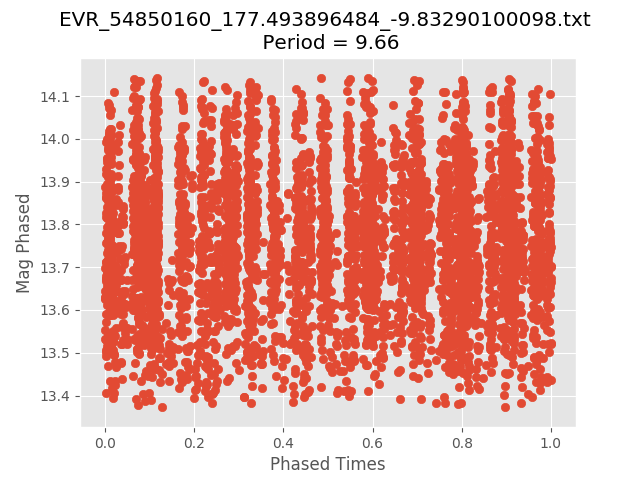 EVR_54850160_177.493896484_-9.83290100098.txt
Period = 9.66
14.1
14.0
13.9
13.8
13.7
13.6
13.5
13.4
Mag Phased
0.0 0.2 0.4 0.6 0.8 1.0
Phased Times